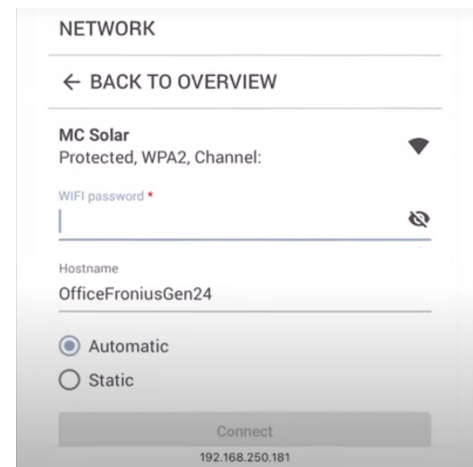 NETWORK
← BACK TO OVERVIEW
MC Solar
Protected, WPA2, Channel:
WIFI password *
Hostname
OfficeFroniusGen24
Automatic
Static
Connect
192.168.250.181